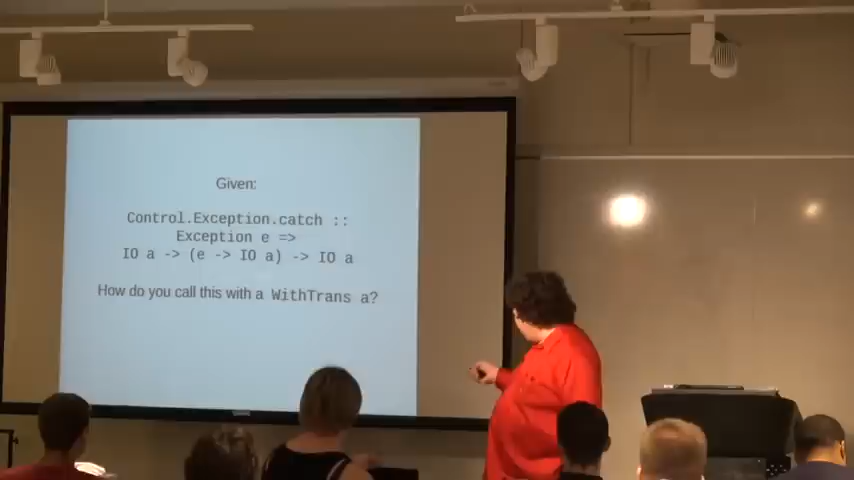 Given:
Control.Exception.catch ::
Exception e =>
IO a -> (e -> IO a) -> IO a
How do you call this with a WithTrans a?